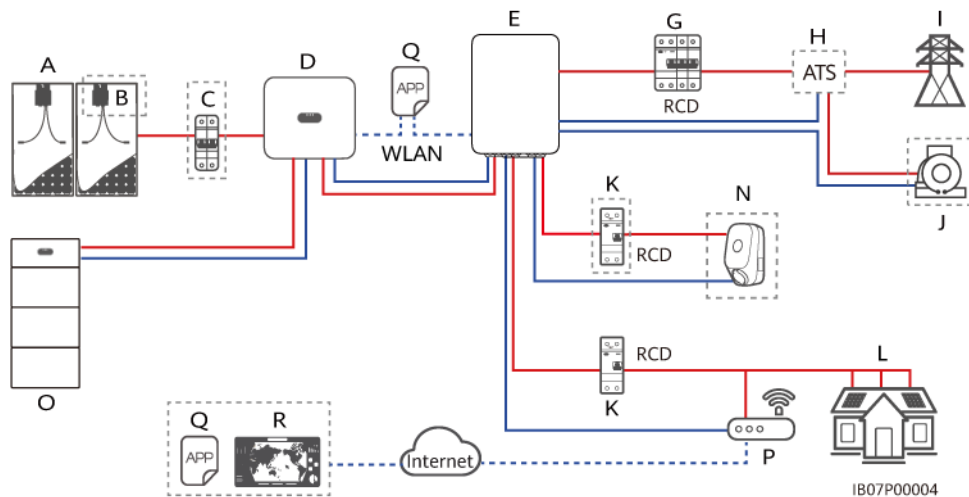 A
B
C
D
Q
APP
WLAN
E
G
RCD
H
ATS
I
J
K
RCD
N
RCD
K
L
P
O
Q
APP
R
Internet
IB07P00004